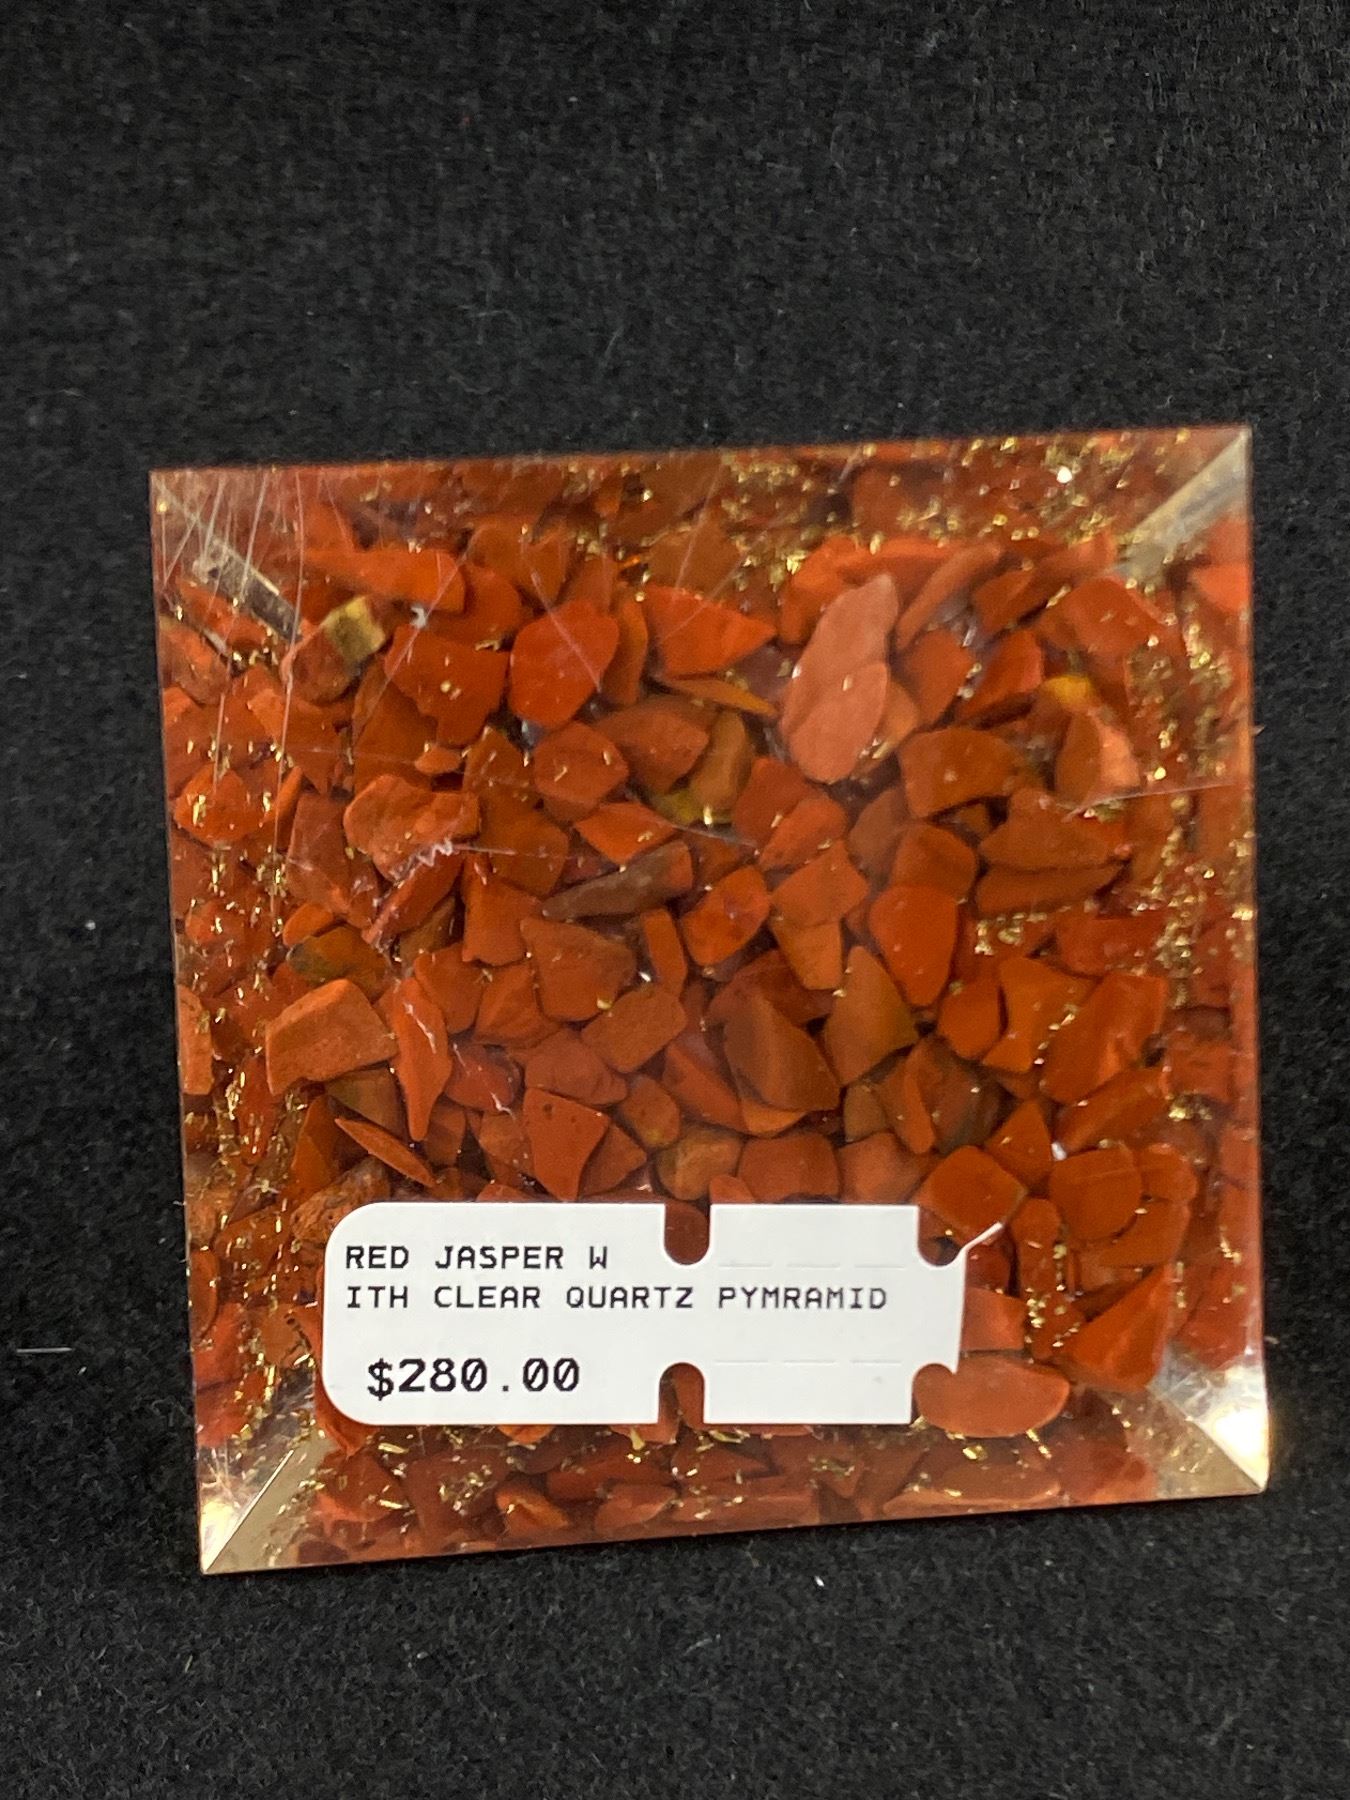 RED JASPER W
ITH CLEAR QUARTZ PYMRAMID
$280.00